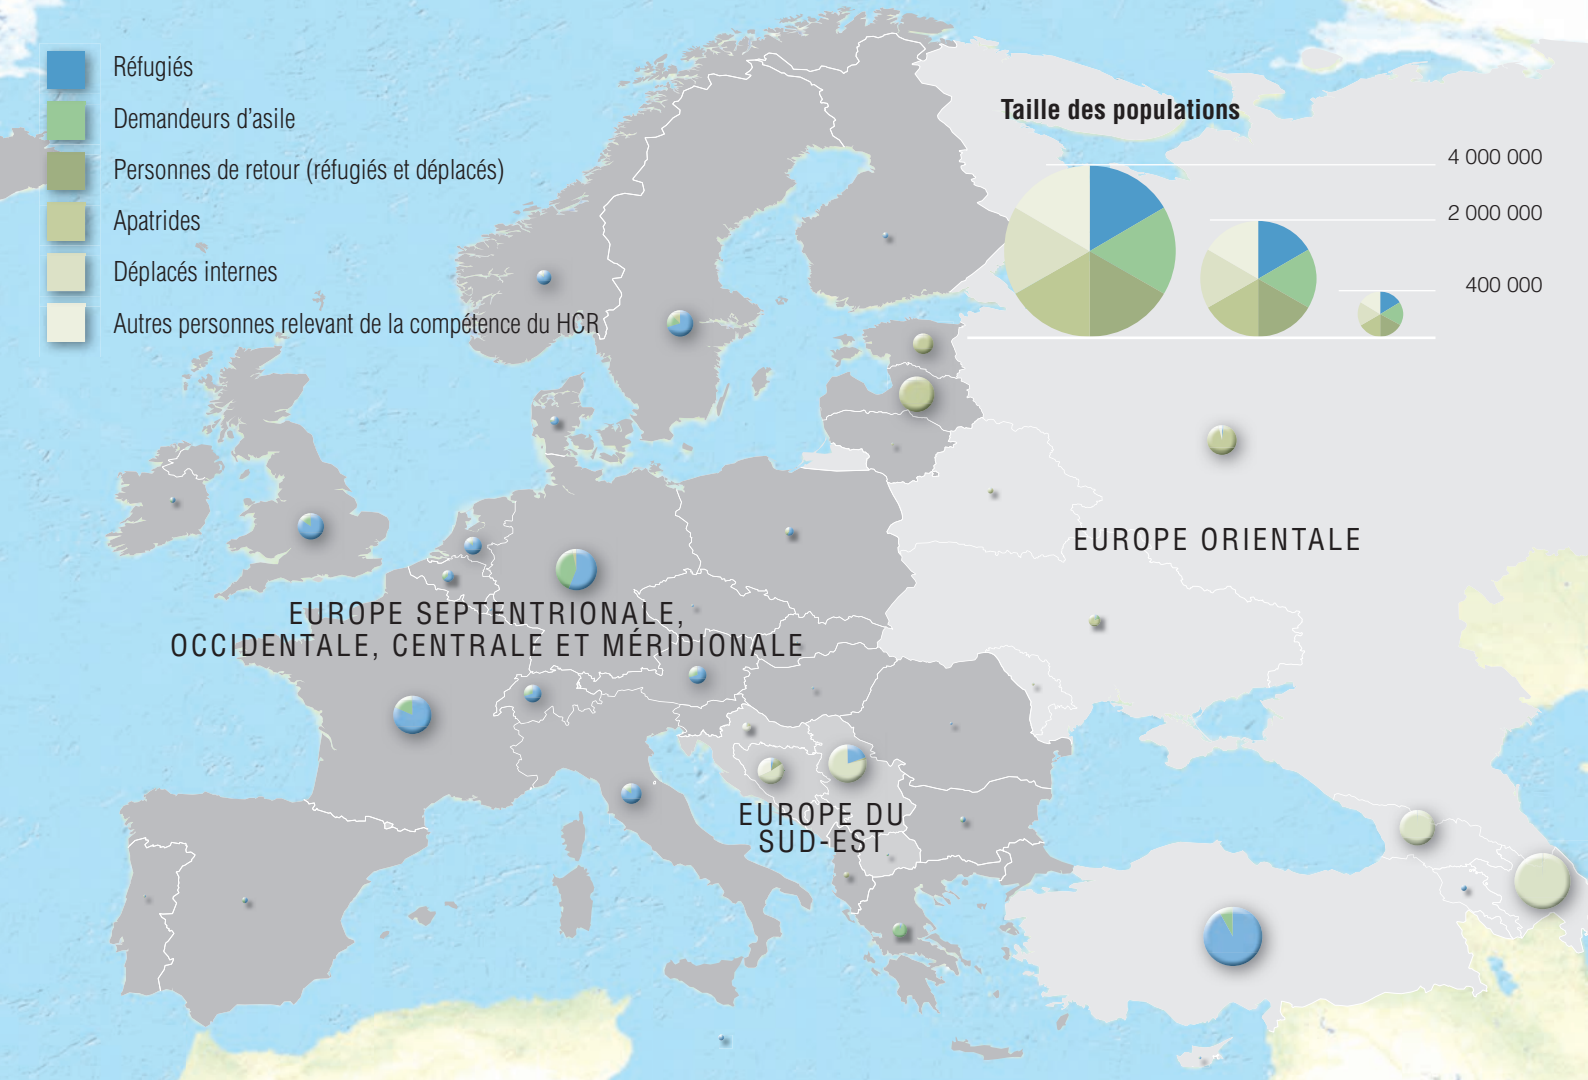 Réfugiés
Demandeurs d'asile
Personnes de retour (réfugiés et déplacés)
Apatrides
Déplacés internes
Autres personnes relevant de la compétence du HCR
Taille des populations
4 000 000
2 000 000
400 000
EUROPE ORIENTALE
EUROPE SEPTENTRIONALE,
OCCIDENTALE, CENTRALE ET MÉRIDIONALE
EUROPE DU
SUD-EST